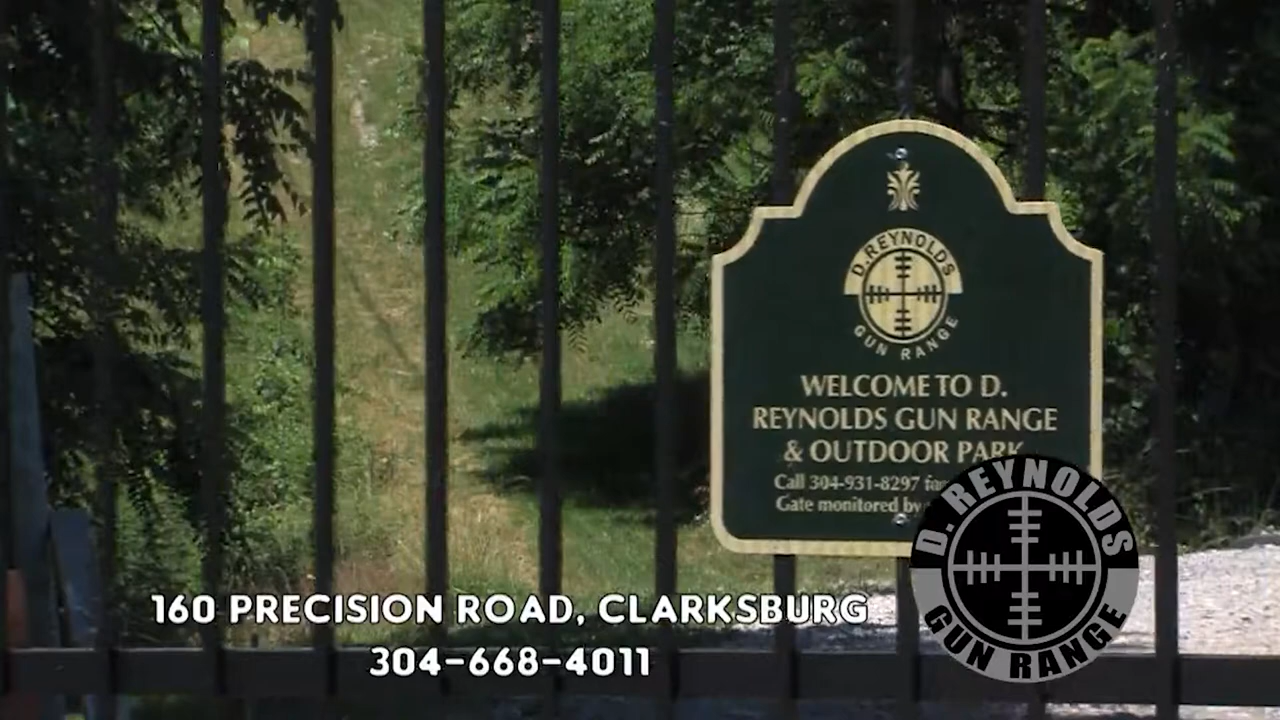 D. REYNOLDS
GUN RANGE
WELCOME TO D.
REYNOLDS GUN RANGE
& OUTDOOR PARK
Call 304-931-8297
Gate monitored by
D. REYNOLDS
GUN RANGE
160 PRECISION ROAD, CLARKSBURG
304-668-4011